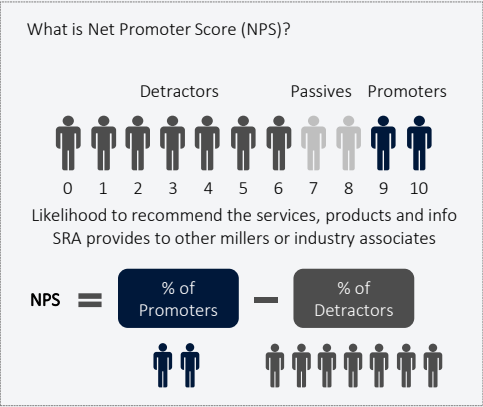 What is Net Promoter Score (NPS)?
Detractors Passives Promoters
0 1 2 3 4 5 6 7 8 9 10
Likelihood to recommend the services, products and info
SRA provides to other millers or industry associates
NPS = % of Promoters — % of Detractors